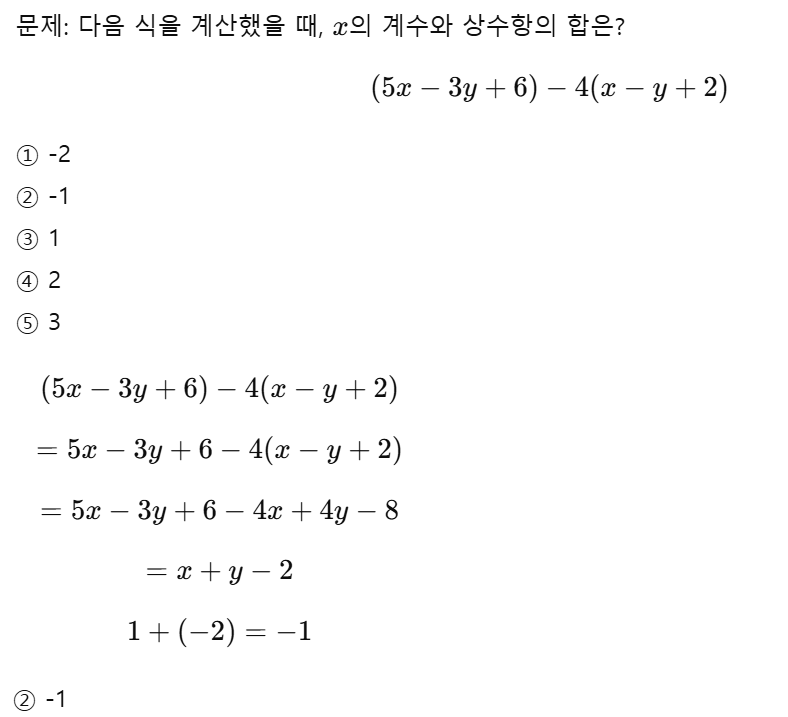 문제: 다음 식을 계산했을 때, x의 계수와 상수항의 합은?
(5x − 3y + 6) − 4(x − y + 2)
① -2
② -1
③ 1
④ 2
⑤ 3
(5x − 3y + 6) − 4(x − y + 2)
= 5x − 3y + 6 − 4(x − y + 2)
= 5x − 3y + 6 − 4x + 4y − 8
= x + y − 2
1 + (−2) = −1
② -1